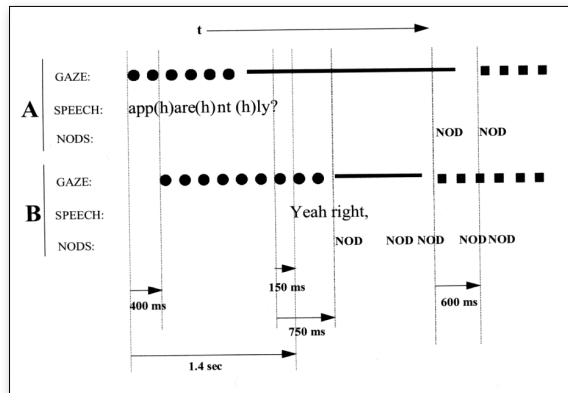 t
GAZE:
A SPEECH: app(h)are(h)nt (h)ly?
NODS: NOD NOD
GAZE:
B SPEECH: Yeah right,
NODS: NOD NOD NOD NOD NOD
400 ms 150 ms 600 ms
750 ms
1.4 sec